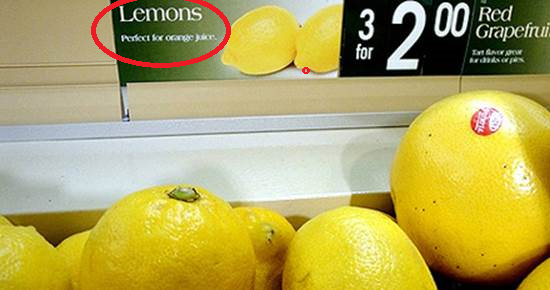 Lemons
Perfect for orange juice.
3
for
2 00
Red
Grapefruit
Tart flavor great
for drinks or pies.